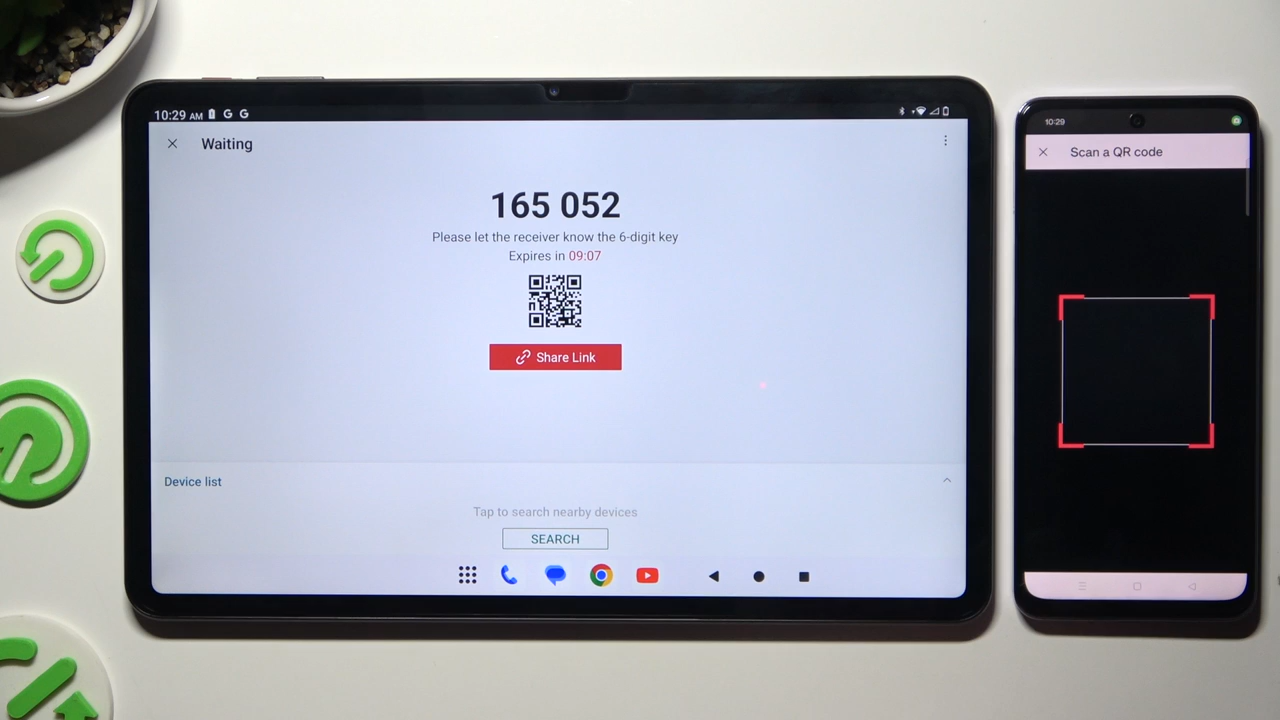 10:29 AM
Waiting
165 052
Please let the receiver know the 6-digit key
Expires in 09:07
Share Link
Device list
Tap to search nearby devices
SEARCH
10:29
Scan a QR code